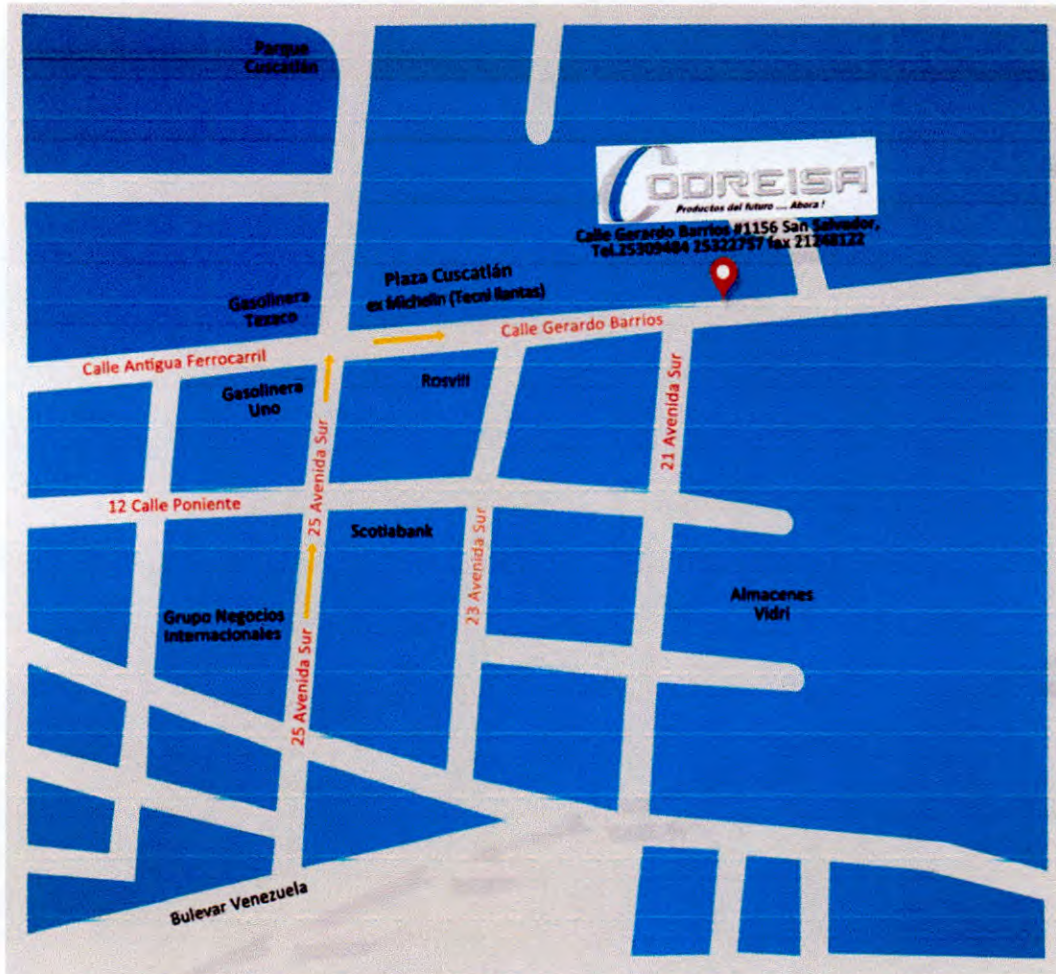 Parque
Cuscatlán
CODREISA
Productos del futuro .... Ahora !
Calle Gerardo Barrios #1156 San Salvador,
Tel.25309484 25322757 fax 21248122
Plaza Cuscatlán
ex Michelin (Tecni llantas)
Gasolinera
Texaco
Calle Gerardo Barrios
Calle Antigua Ferrocarril
Rosvill
Gasolinera
Uno
21 Avenida Sur
25 Avenida Sur
12 Calle Poniente
Scotiabank
23 Avenida Sur
Almacenes
Vidri
Grupo Negocios
Internacionales
25 Avenida Sur
Bulevar Venezuela